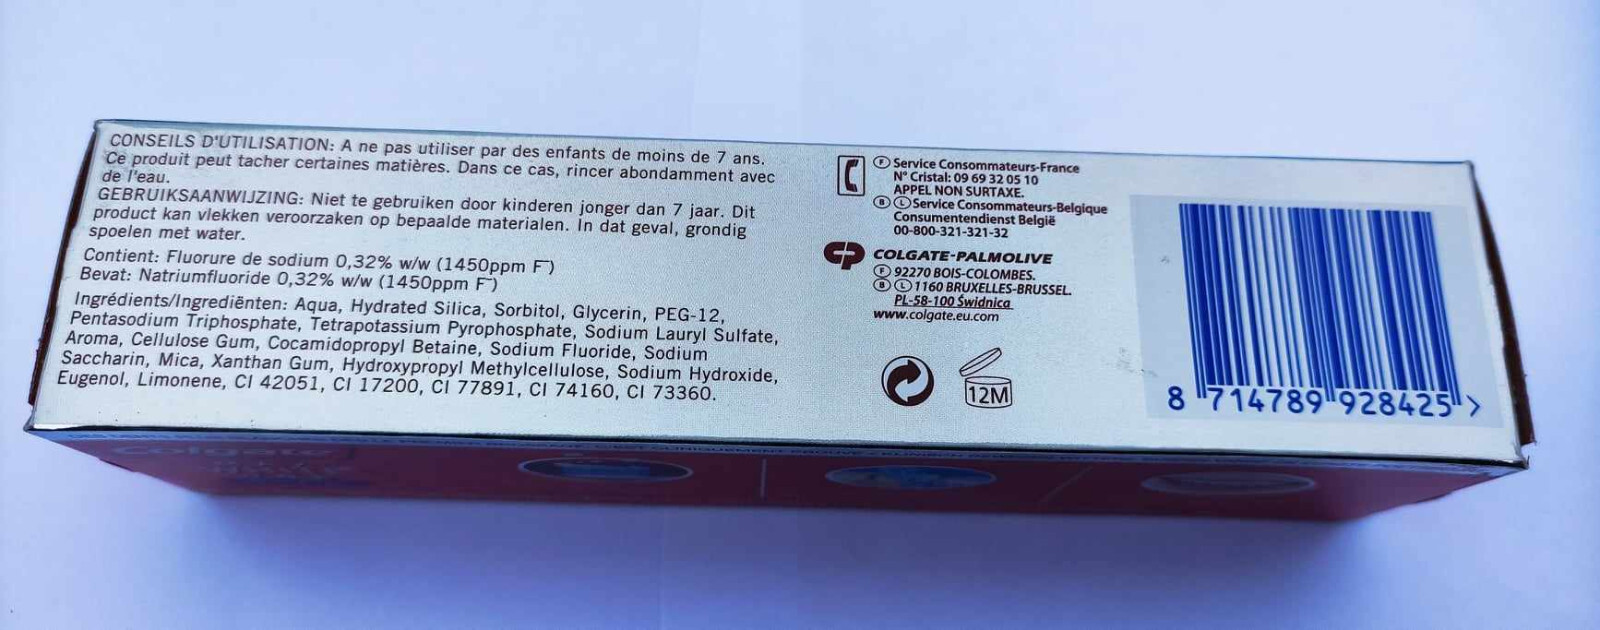 CONSEILS D'UTILISATION: A ne pas utiliser par des enfants de moins de 7 ans.
Ce produit peut tacher certaines matières. Dans ce cas, rincer abondamment avec
de l'eau.
GEBRUIKSAANWIJZING: Niet te gebruiken door kinderen jonger dan 7 jaar. Dit
product kan vlekken veroorzaken op bepaalde materialen. In dat geval, grondig
spoelen met water.
Contient: Fluorure de sodium 0,32% w/w (1450ppm F⁻)
Bevat: Natriumfluoride 0,32% w/w (1450ppm F⁻)
Ingrédients/Ingrediënten: Aqua, Hydrated Silica, Sorbitol, Glycerin, PEG-12,
Pentasodium Triphosphate, Tetrapotassium Pyrophosphate, Sodium Lauryl Sulfate,
Aroma, Cellulose Gum, Cocamidopropyl Betaine, Sodium Fluoride, Sodium
Saccharin, Mica, Xanthan Gum, Hydroxypropyl Methylcellulose, Sodium Hydroxide,
Eugenol, Limonene, CI 42051, CI 17200, CI 77891, CI 74160, CI 73360.
Ⓕ Service Consommateurs-France
N° Cristal: 09 69 32 05 10
APPEL NON SURTAXE.
Ⓑ Ⓛ Service Consommateurs-Belgique
Consumentendienst België
00-800-321-321-32
CP COLGATE-PALMOLIVE
Ⓕ 92270 BOIS-COLOMBES.
Ⓑ Ⓛ 1160 BRUXELLES-BRUSSEL.
PL-58-100 Świdnica
www.colgate.eu.com
12M
8 714789 928425 >
Colgate